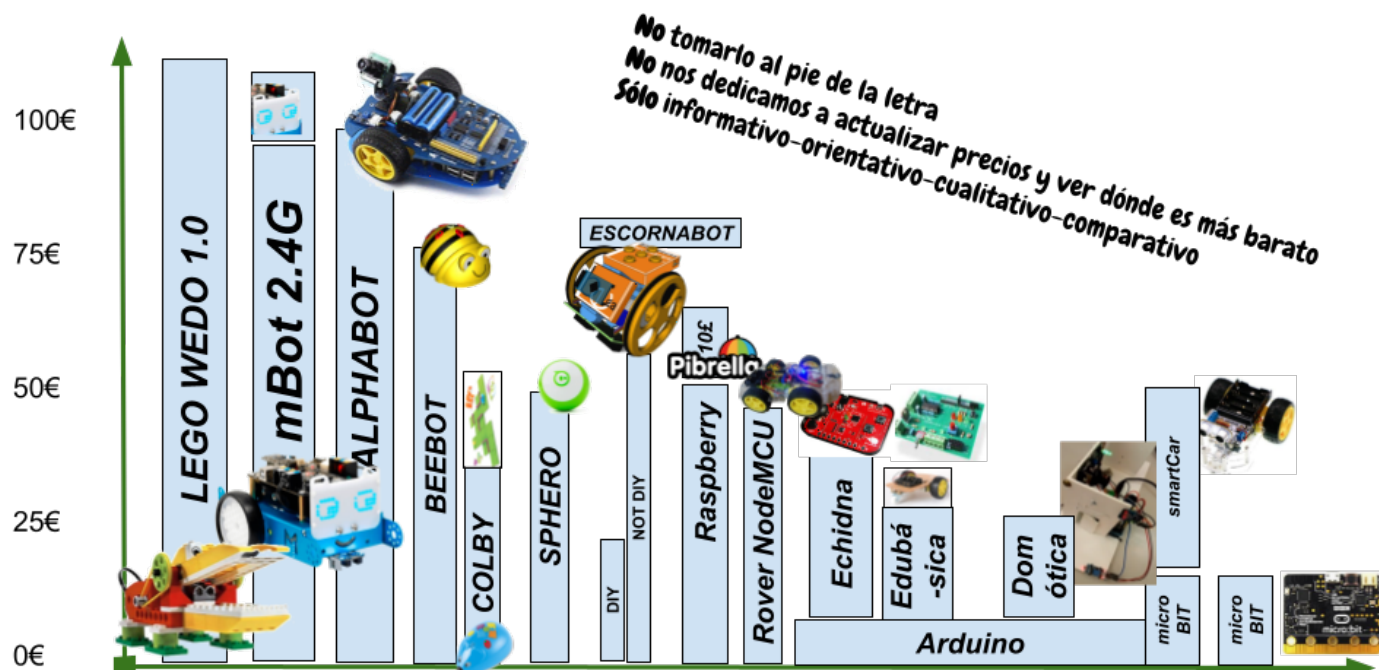 No tomarlo al pie de la letra
No nos dedicamos a actualizar precios y ver dónde es más barato
Sólo informativo-orientativo-cualitativo-comparativo
100€
75€
50€
25€
0€
LEGO WEDO 1.0
mBot 2.4G
ALPHABOT
BEEBOT
COLBY
SPHERO
ESCORNABOT
DIY
NOT DIY
10£
Pibrella
Raspberry
Rover NodeMCU
Echidna
Edubá
-sica
Dom
ótica
Arduino
smartCar
micro
BIT
micro
BIT
micro:bit